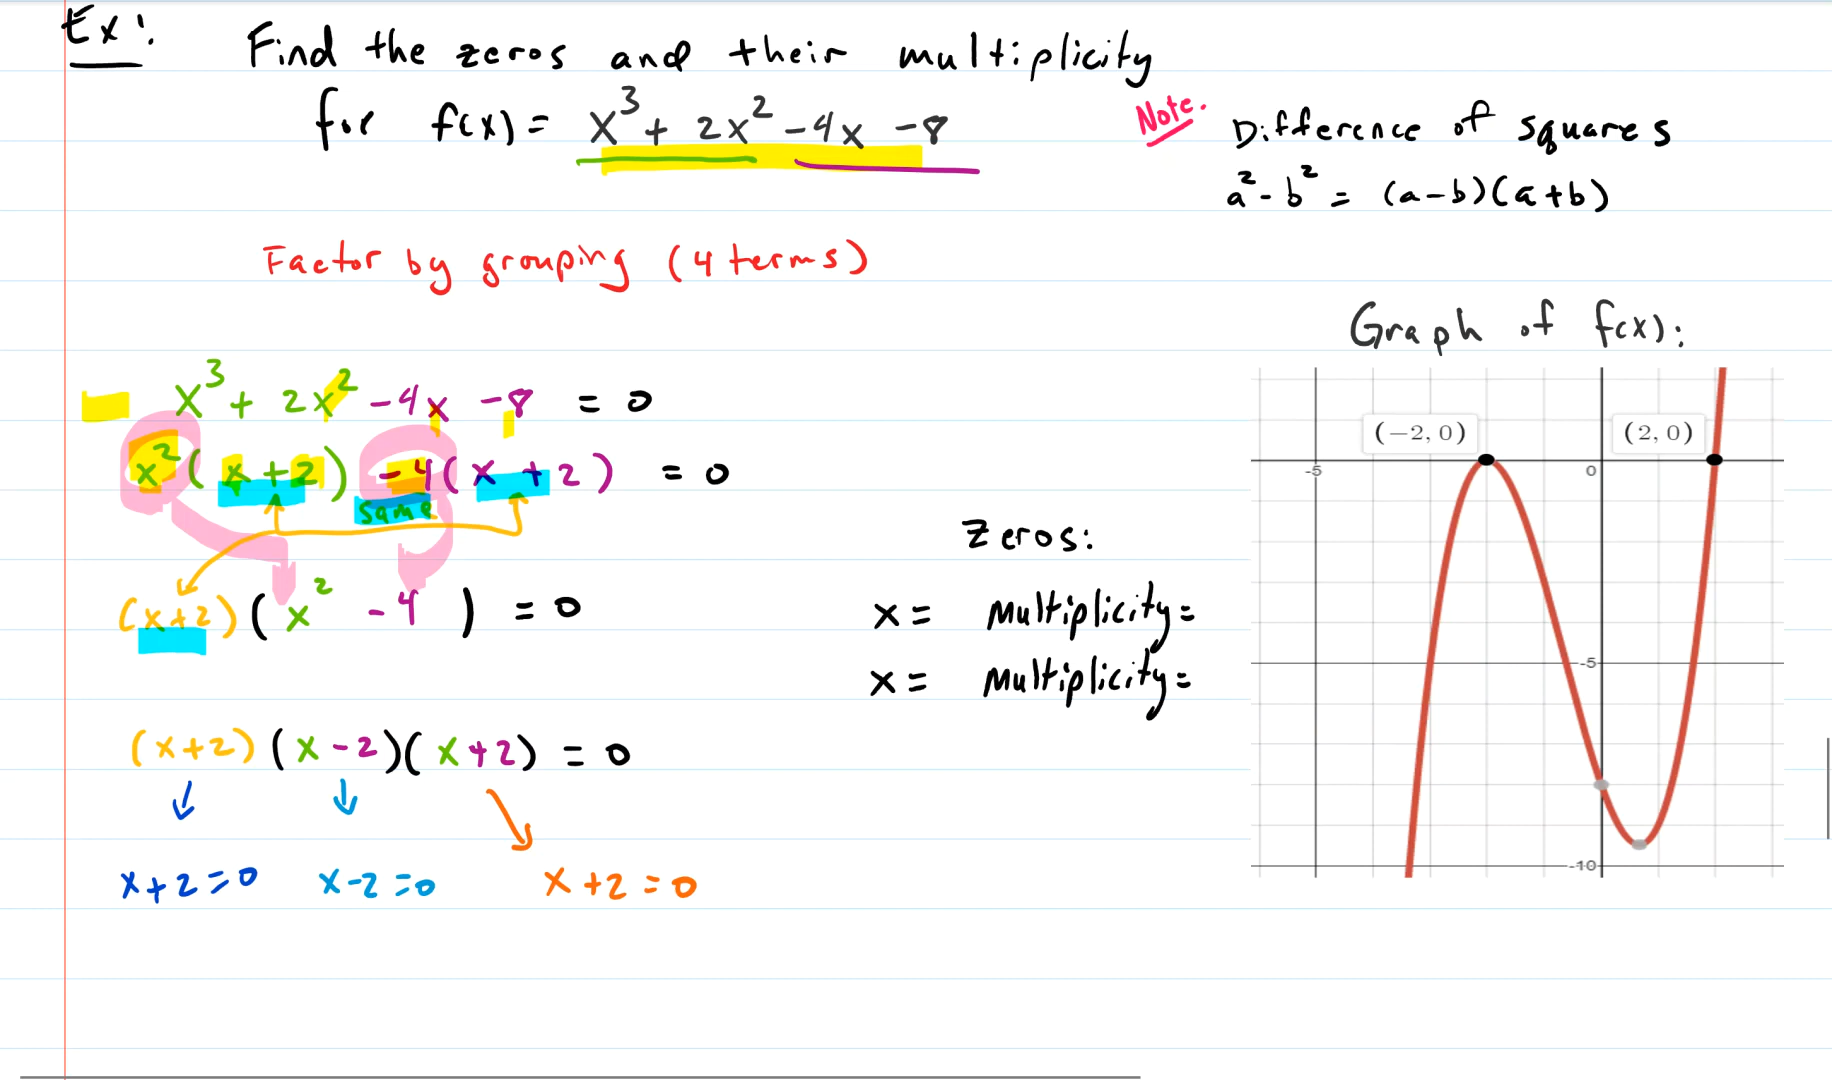 Ex:
Find the zeros and their multiplicity
for f(x) = x³ + 2x² - 4x - 8
Note.
Difference of squares
a² - b² = (a - b)(a + b)
Factor by grouping (4 terms)
Graph of f(x):
x³ + 2x² - 4x - 8 = 0
x²(x + 2) - 4(x + 2) = 0
same
(x + 2)(x² - 4) = 0
(x + 2)(x - 2)(x + 2) = 0
x + 2 = 0
x - 2 = 0
x + 2 = 0
Zeros:
x = multiplicity =
x = multiplicity =
(−2, 0)
(2, 0)
-5
0
-5
-10